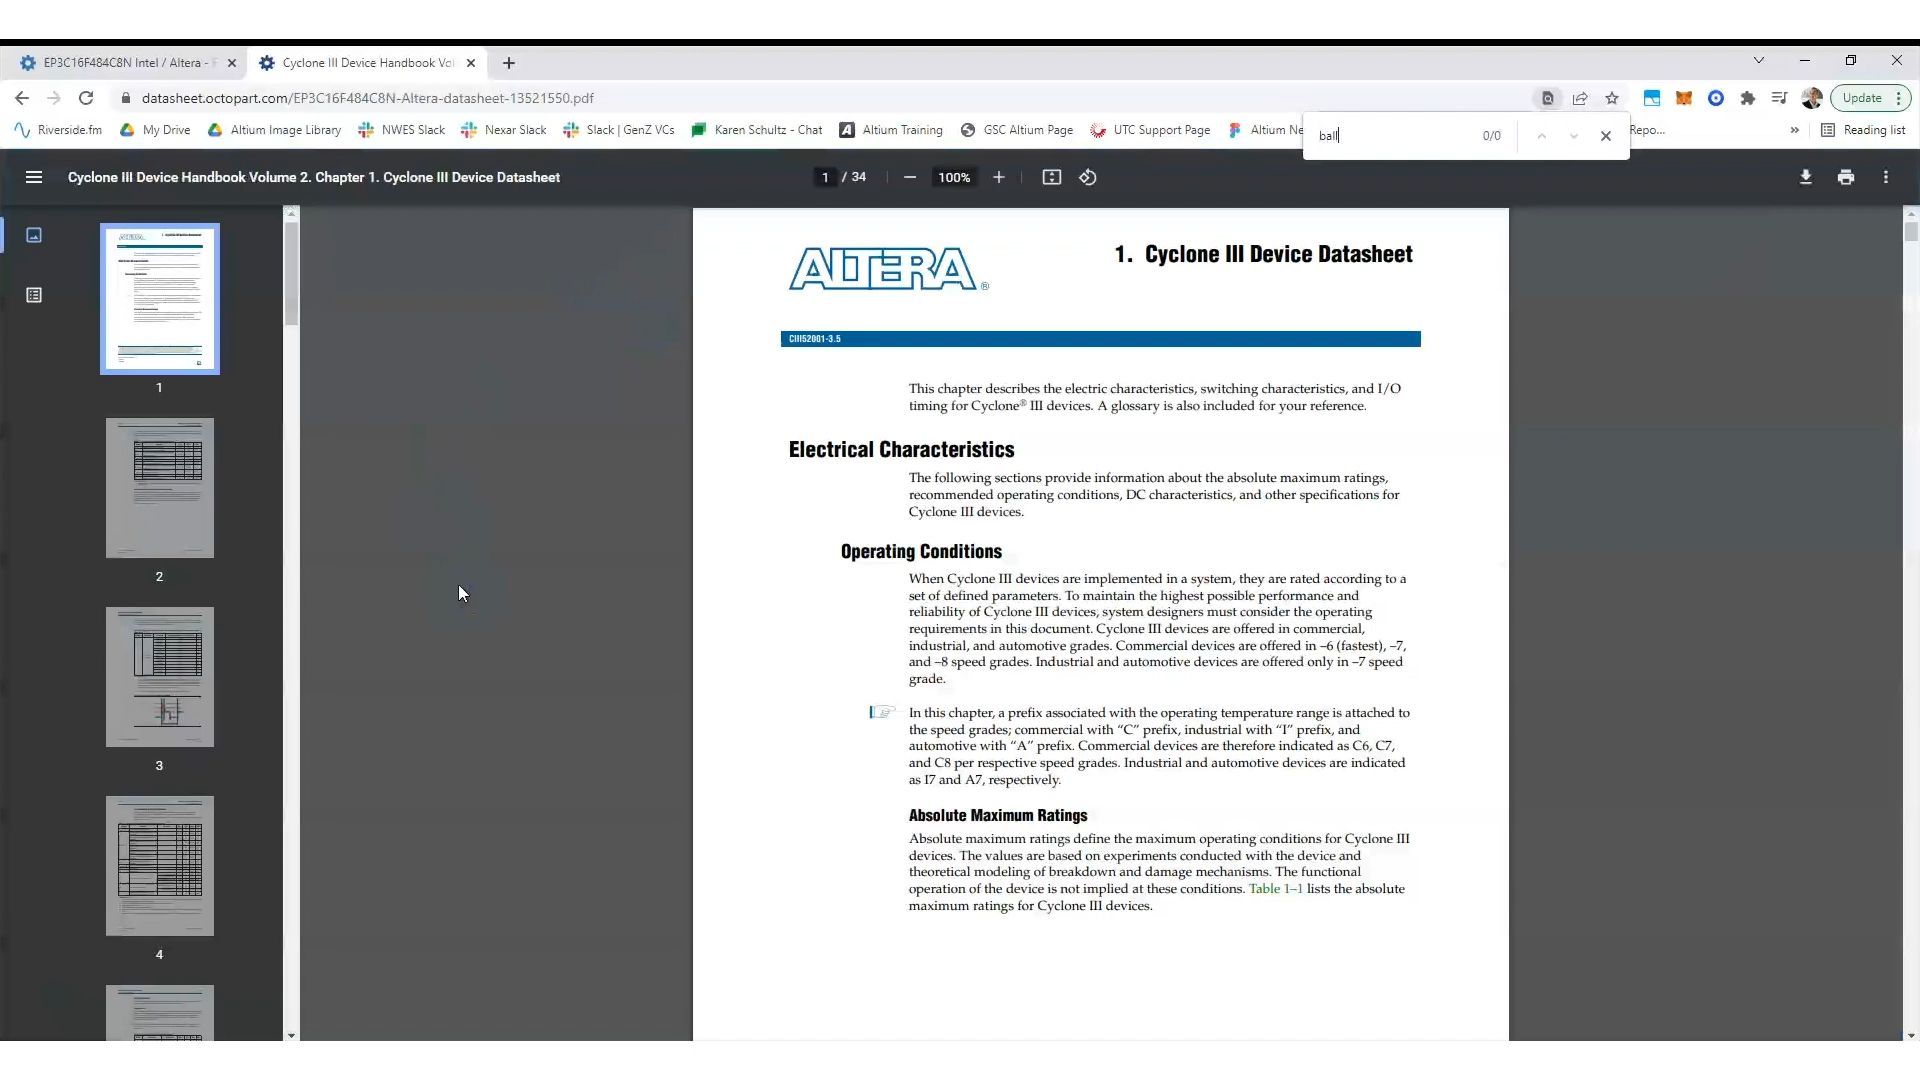 EP3C16F484C8N Intel / Altera - F
Cyclone III Device Handbook Vol
datasheet.octopart.com/EP3C16F484C8N-Altera-datasheet-13521550.pdf
Update
Riverside.fm
My Drive
Altium Image Library
NWES Slack
Nexar Slack
Slack | GenZ VCs
Karen Schultz - Chat
Altium Training
GSC Altium Page
UTC Support Page
Altium Ne
Repo...
»
Reading list
ball
0/0
Cyclone III Device Handbook Volume 2. Chapter 1. Cyclone III Device Datasheet
1 / 34
100%
1
2
3
4
ALTERA®
1. Cyclone III Device Datasheet
CIII52001-3.5
This chapter describes the electric characteristics, switching characteristics, and I/O
timing for Cyclone® III devices. A glossary is also included for your reference.
Electrical Characteristics
The following sections provide information about the absolute maximum ratings,
recommended operating conditions, DC characteristics, and other specifications for
Cyclone III devices.
Operating Conditions
When Cyclone III devices are implemented in a system, they are rated according to a
set of defined parameters. To maintain the highest possible performance and
reliability of Cyclone III devices, system designers must consider the operating
requirements in this document. Cyclone III devices are offered in commercial,
industrial, and automotive grades. Commercial devices are offered in –6 (fastest), –7,
and –8 speed grades. Industrial and automotive devices are offered only in –7 speed
grade.
In this chapter, a prefix associated with the operating temperature range is attached to
the speed grades; commercial with “C” prefix, industrial with “I” prefix, and
automotive with “A” prefix. Commercial devices are therefore indicated as C6, C7,
and C8 per respective speed grades. Industrial and automotive devices are indicated
as I7 and A7, respectively.
Absolute Maximum Ratings
Absolute maximum ratings define the maximum operating conditions for Cyclone III
devices. The values are based on experiments conducted with the device and
theoretical modeling of breakdown and damage mechanisms. The functional
operation of the device is not implied at these conditions. Table 1–1 lists the absolute
maximum ratings for Cyclone III devices.